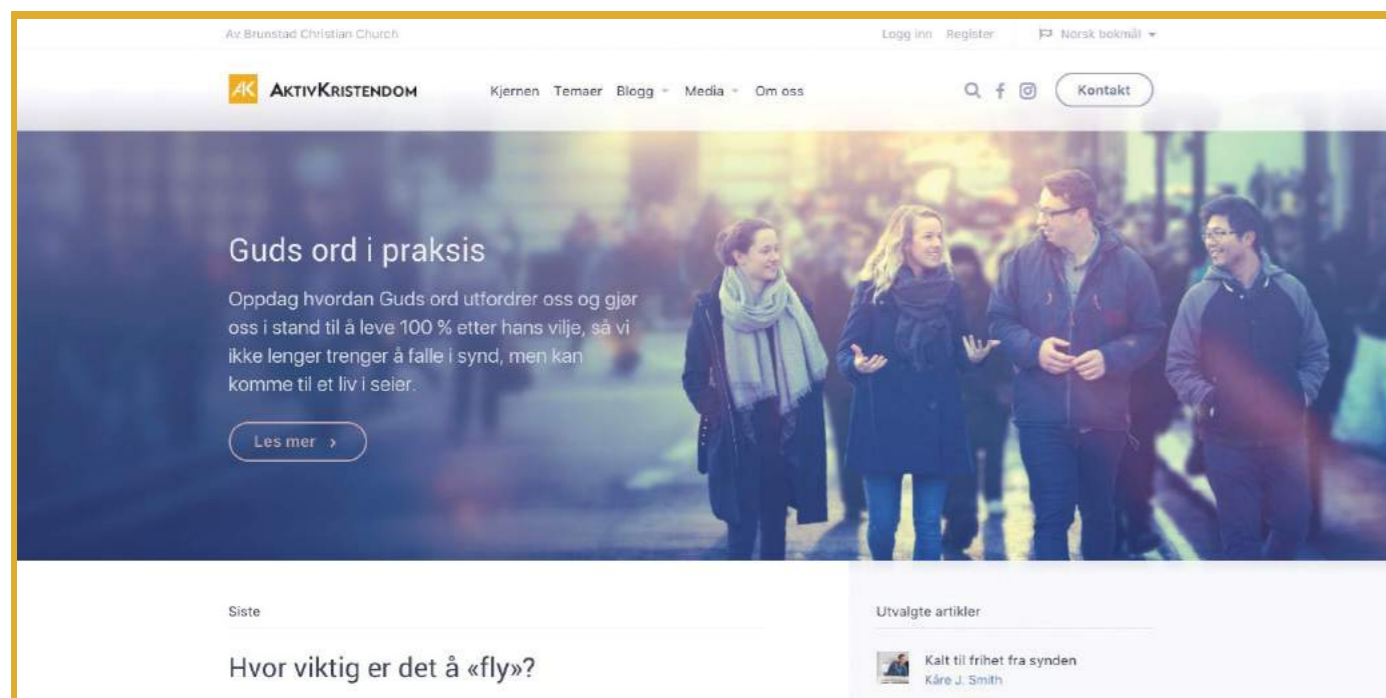 Av Brunstad Christian Church
Logg inn Register Norsk bokmål
AK AKTIVKRISTENDOM Kjernen Temaer Blogg Media Om oss Kontakt
Guds ord i praksis
Oppdag hvordan Guds ord utfordrer oss og gjør
oss i stand til å leve 100 % etter hans vilje, så vi
ikke lenger trenger å falle i synd, men kan
komme til et liv i seier.
Les mer
Siste
Hvor viktig er det å «fly»?
Utvalgte artikler
Kalt til frihet fra synden
Kåre J. Smith